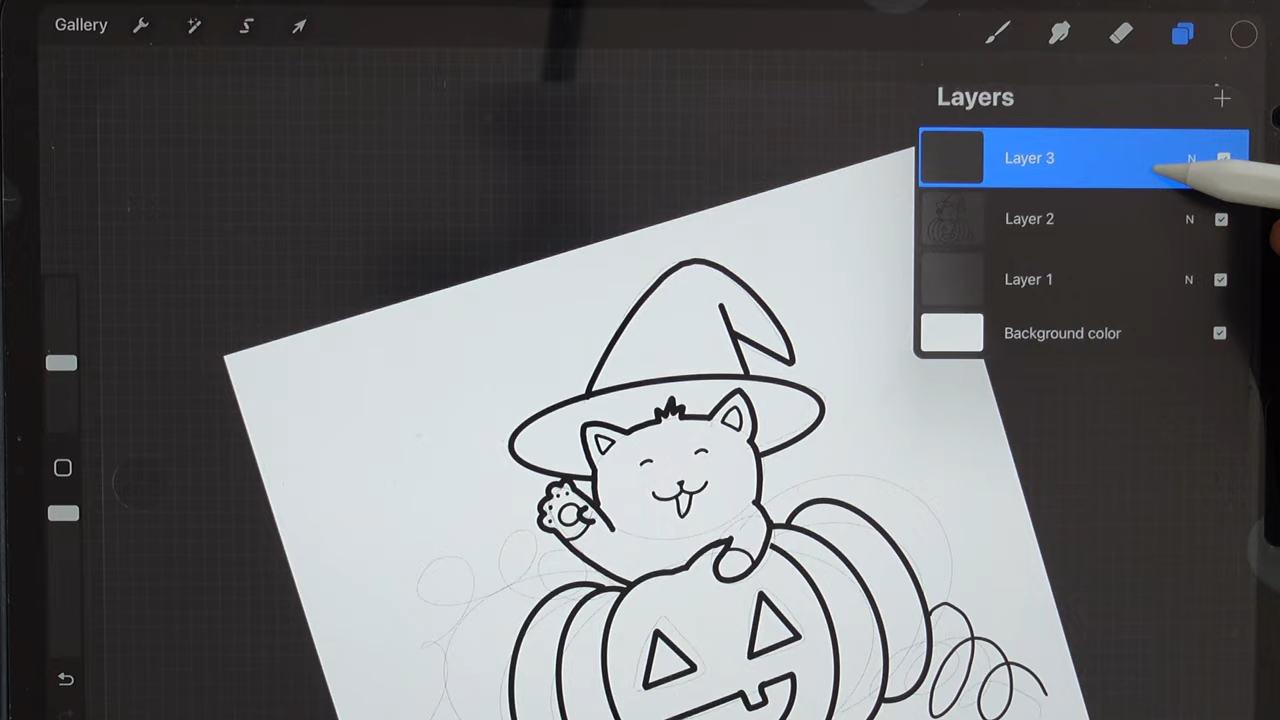 Gallery
Layers
Layer 3 N
Layer 2 N
Layer 1 N
Background color